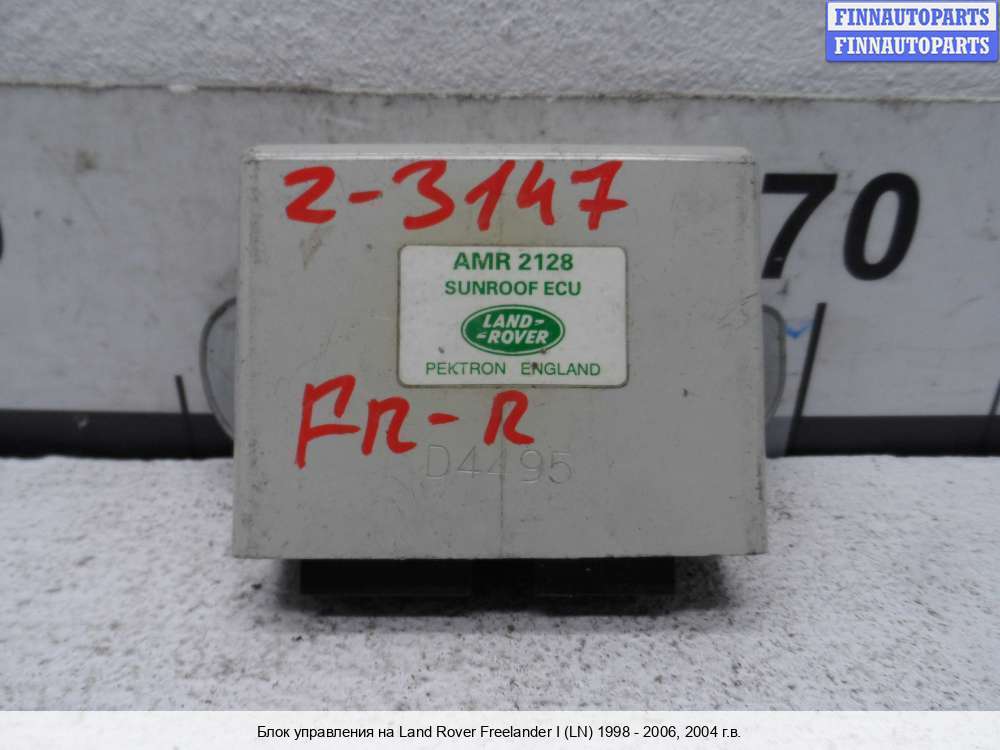 FINNAUTOPARTS
FINNAUTOPARTS
2-3147
70
AMR 2128
SUNROOF ECU
LAND-
-ROVER
PEKTRON ENGLAND
FR-R
D4495
Блок управления на Land Rover Freelander I (LN) 1998 - 2006, 2004 г.в.